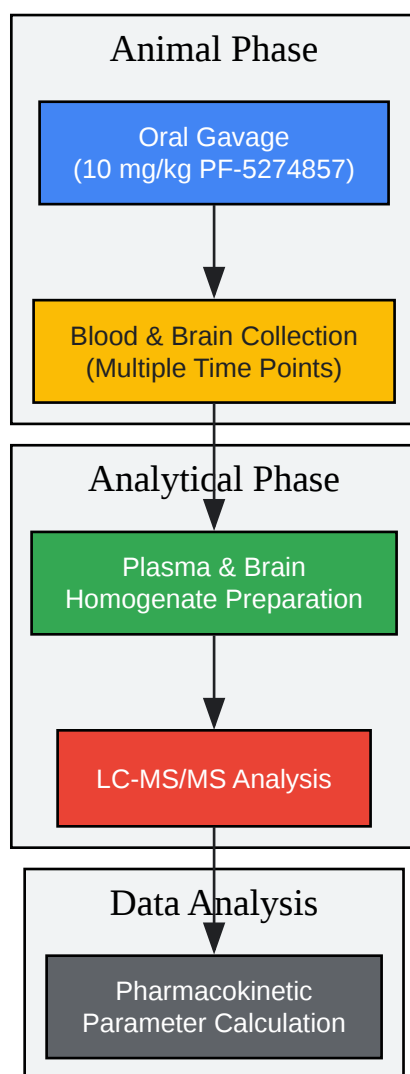 Animal Phase
Oral Gavage
(10 mg/kg PF-5274857)
Blood & Brain Collection
(Multiple Time Points)
Analytical Phase
Plasma & Brain
Homogenate Preparation
LC-MS/MS Analysis
Data Analysis
Pharmacokinetic
Parameter Calculation